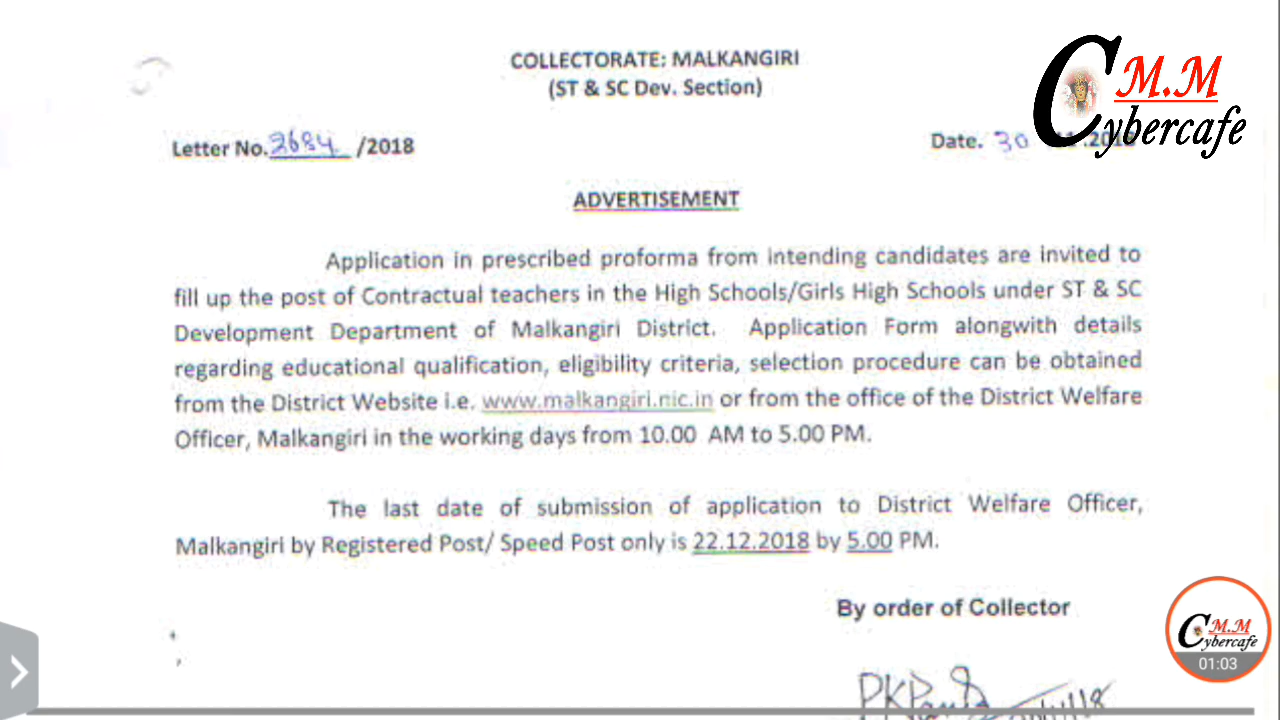 COLLECTORATE: MALKANGIRI
(ST & SC Dev. Section)
C M.M
ybercafe
Letter No. 2684 /2018
Date. 30
ADVERTISEMENT
Application in prescribed proforma from intending candidates are invited to
fill up the post of Contractual teachers in the High Schools/Girls High Schools under ST & SC
Development Department of Malkangiri District. Application Form alongwith details
regarding educational qualification, eligibility criteria, selection procedure can be obtained
from the District Website i.e. www.malkangiri.nic.in or from the office of the District Welfare
Officer, Malkangiri in the working days from 10.00 AM to 5.00 PM.
The last date of submission of application to District Welfare Officer,
Malkangiri by Registered Post/ Speed Post only is 22.12.2018 by 5.00 PM.
By order of Collector
C M.M
ybercafe
01:03